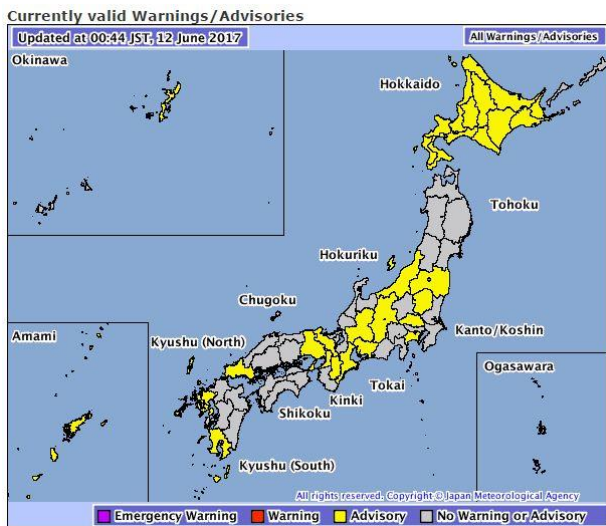 Currently valid Warnings/Advisories
Updated at 00:44 JST, 12 June 2017
All Warnings/Advisories
Okinawa
Hokkaido
Tohoku
Hokuriku
Chugoku
Amami
Kyushu (North)
Kanto/Koshin
Ogasawara
Tokai
Kinki
Shikoku
Kyushu (South)
All rights reserved. Copyright © Japan Meteorological Agency
Emergency Warning Warning Advisory No Warning or Advisory